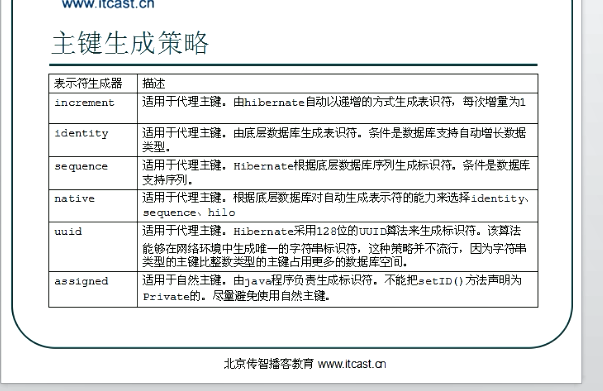 www.itcast.cn
主键生成策略
表示符生成器 描述
increment 适用于代理主键。由hibernate自动以递增的方式生成表识符，每次增量为1
identity 适用于代理主键。由底层数据库生成表识符。条件是数据库支持自动增长数据
类型。
sequence 适用于代理主键。Hibernate根据底层数据库序列生成标识符。条件是数据库
支持序列。
native 适用于代理主键。根据底层数据库对自动生成表示符的能力来选择identity、
sequence、hilo
uuid 适用于代理主键。Hibernate采用128位的UUID算法来生成标识符。该算法
能够在网络环境中生成唯一的字符串标识符，这种策略并不流行，因为字符串
类型的主键比整数类型的主键占用更多的数据库空间。
assigned 适用于自然主键。由java程序负责生成标识符。不能把setID()方法声明为
Private的。尽量避免使用自然主键。
北京传智播客教育 www.itcast.cn